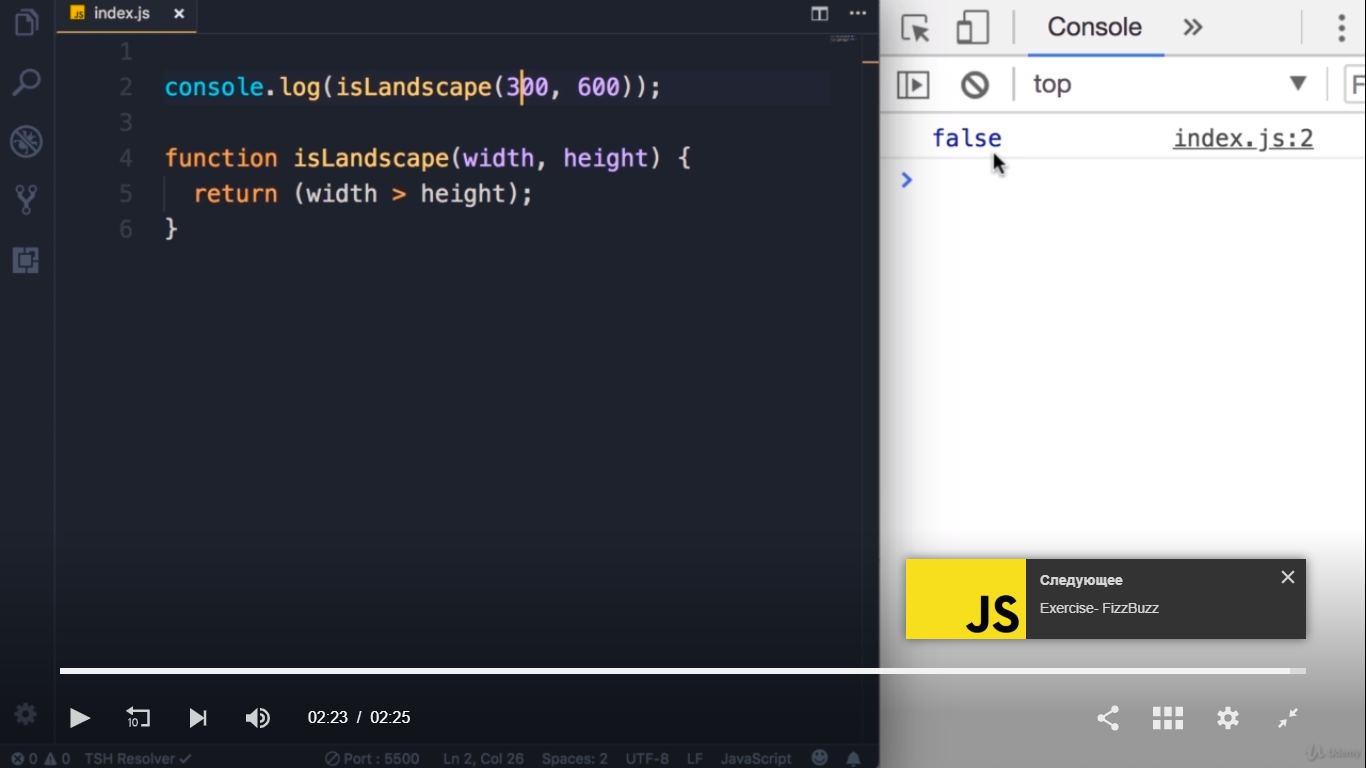 JS index.js ×
1
2 console.log(isLandscape(300, 600));
3
4 function isLandscape(width, height) {
5 return (width > height);
6 }
Console »
top ▼ F
false index.js:2
>
Следующее
JS Exercise- FizzBuzz
10 02:23 / 02:25
0 0 TSH Resolver ✓ Port : 5500 Ln 2, Col 26 Spaces: 2 UTF-8 LF JavaScript
Udemy